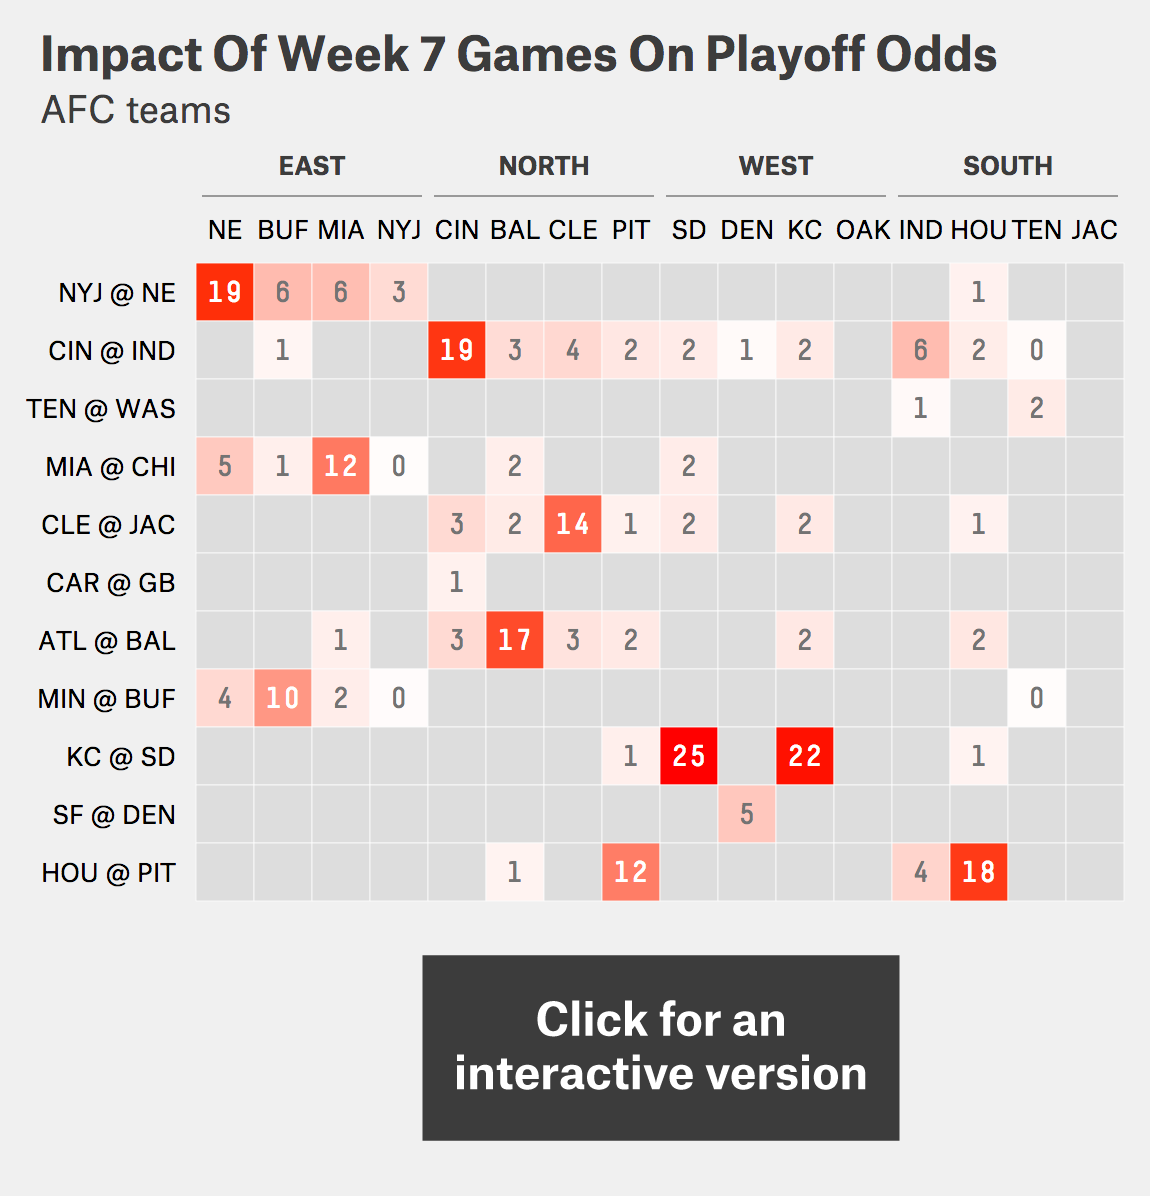 Impact Of Week 7 Games On Playoff Odds
AFC teams
EAST NORTH WEST SOUTH
NE BUF MIA NYJ CIN BAL CLE PIT SD DEN KC OAK IND HOU TEN JAC
NYJ @ NE 19 6 6 3 1
CIN @ IND 1 19 3 4 2 2 1 2 6 2 0
TEN @ WAS 1 2
MIA @ CHI 5 1 12 0 2 2
CLE @ JAC 3 2 14 1 2 2 1
CAR @ GB 1
ATL @ BAL 1 3 17 3 2 2 2
MIN @ BUF 4 10 2 0 0
KC @ SD 1 25 22 1
SF @ DEN 5
HOU @ PIT 1 12 4 18
Click for an
interactive version